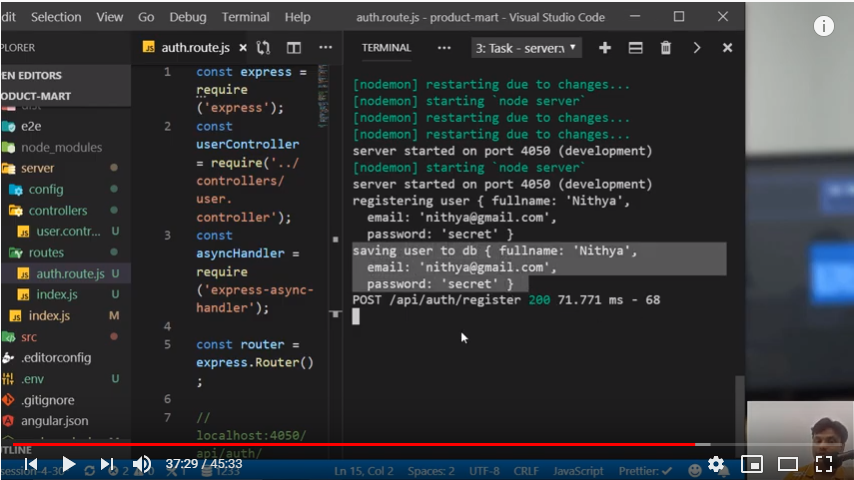 dit Selection View Go Debug Terminal Help auth.route.js - product-mart - Visual Studio Code
PLORER
EN EDITORS
ODUCT-MART
e2e
node_modules
server
config
controllers
user.contr... U
routes
auth.route.js U
index.js U
index.js M
src
.editorconfig
.env U
.gitignore
angular.json
UTLINE
JS auth.route.js
1 const express =
require
('express');
2 const
userController
= require('../
controllers/
user.
controller');
3 const
asyncHandler =
require
('express-async-
handler');
4
5 const router =
express.Router()
;
6
7 //
localhost:4050/
api/auth/
TERMINAL ... 3: Task - server:
[nodemon] restarting due to changes...
[nodemon] starting `node server`
[nodemon] restarting due to changes...
[nodemon] restarting due to changes...
server started on port 4050 (development)
[nodemon] starting `node server`
server started on port 4050 (development)
registering user { fullname: 'Nithya',
email: 'nithya@gmail.com',
password: 'secret' }
saving user to db { fullname: 'Nithya',
email: 'nithya@gmail.com',
password: 'secret' }
POST /api/auth/register 200 71.771 ms - 68
Ln 15, Col 2 Spaces: 2 UTF-8 CRLF JavaScript Prettier: ✓
37:29 / 45:33